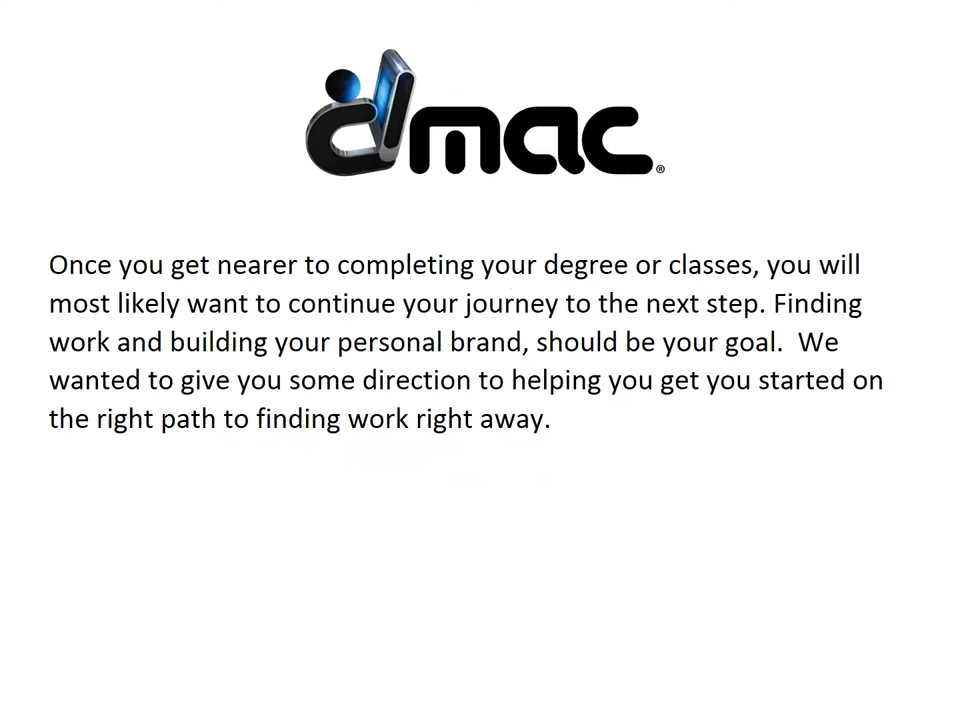 dmac®
Once you get nearer to completing your degree or classes, you will
most likely want to continue your journey to the next step. Finding
work and building your personal brand, should be your goal.  We
wanted to give you some direction to helping you get you started on
the right path to finding work right away.